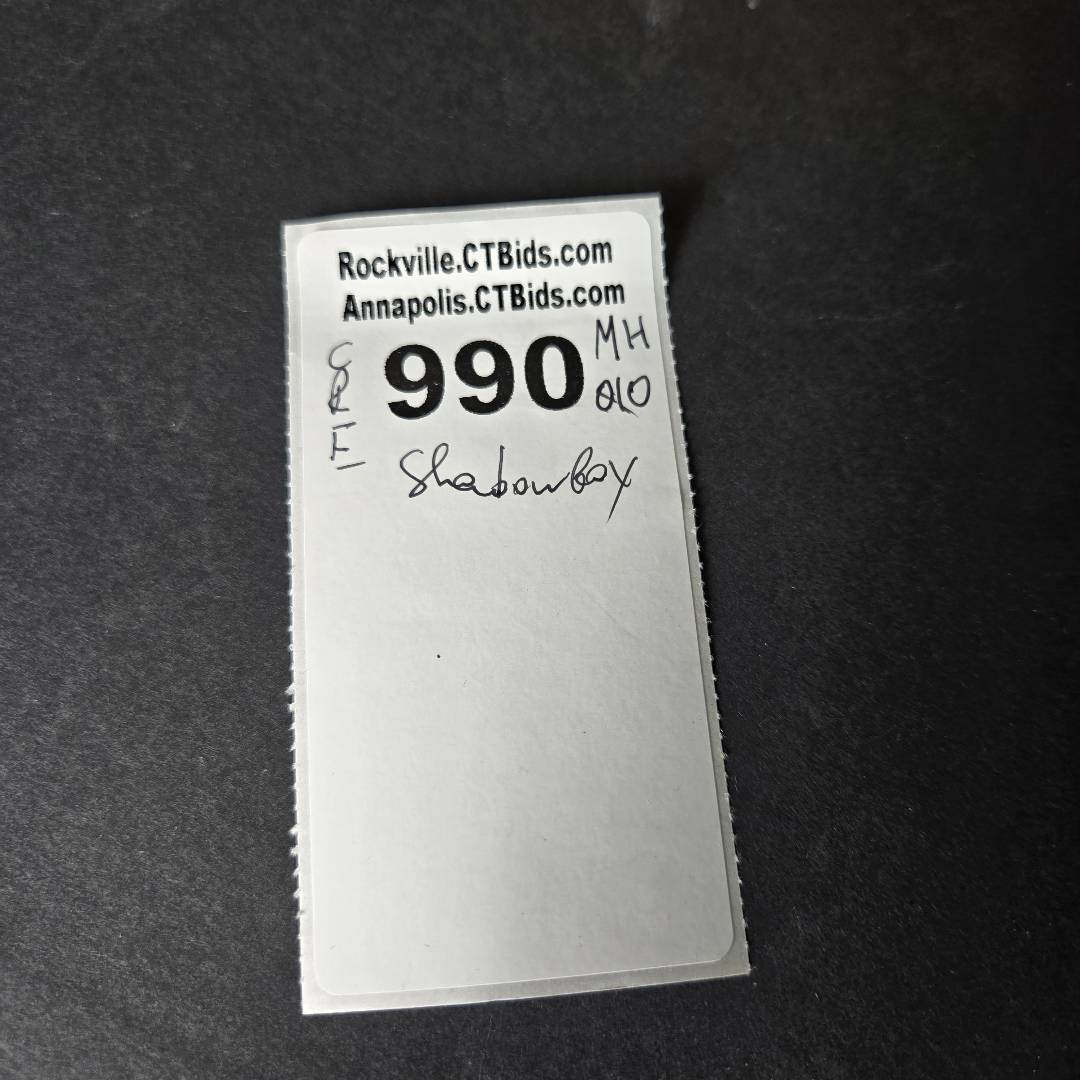 Rockville.CTBids.com
Annapolis.CTBids.com
990
MH
Shadowbox